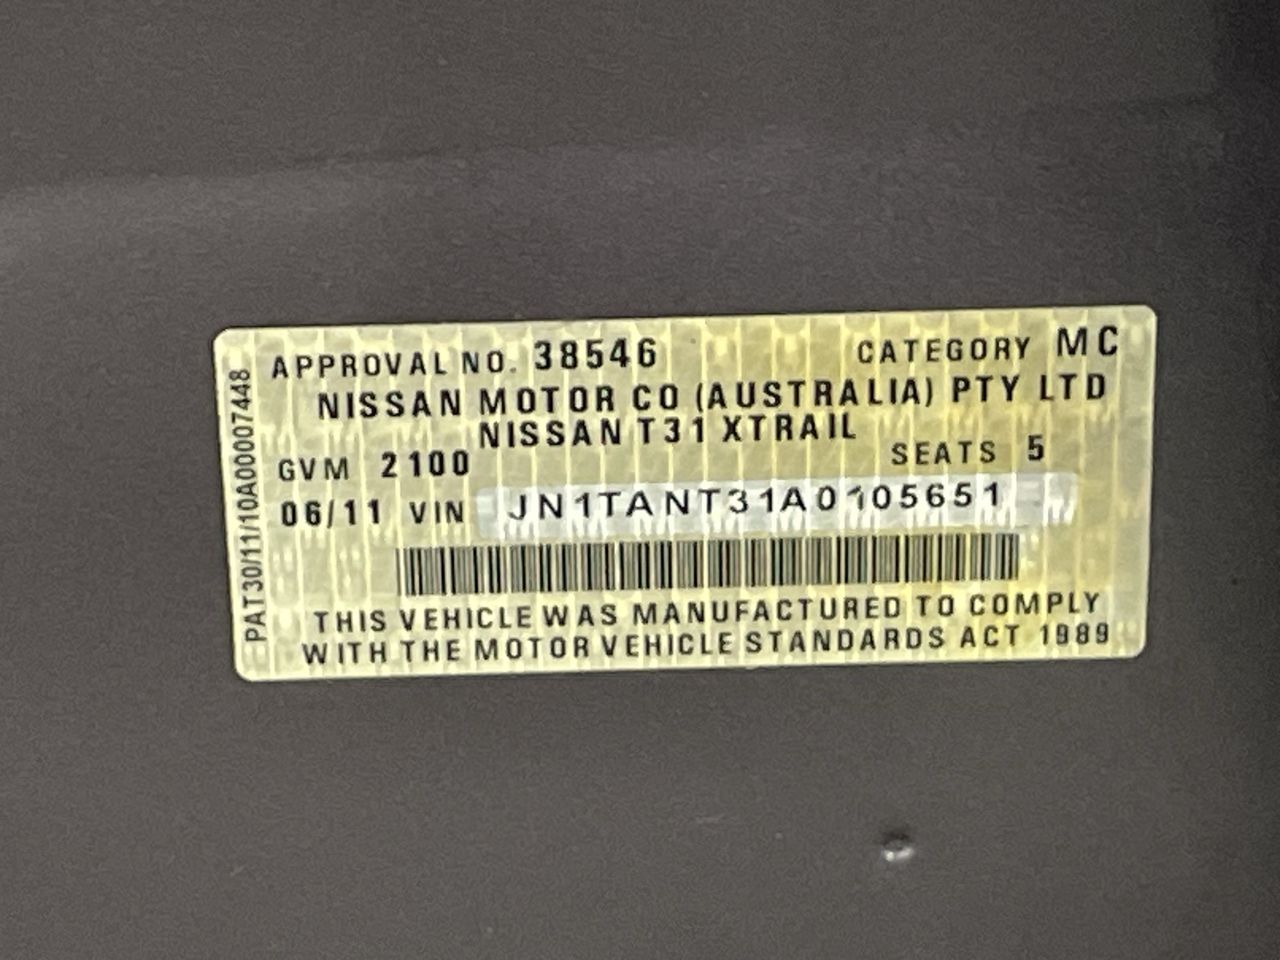 APPROVAL NO. 38546 CATEGORY MC
NISSAN MOTOR CO (AUSTRALIA) PTY LTD
NISSAN T31 XTRAIL
GVM 2100 SEATS 5
06/11 VIN JN1TANT31A0105651
THIS VEHICLE WAS MANUFACTURED TO COMPLY
WITH THE MOTOR VEHICLE STANDARDS ACT 1989
PAT30/11/10A00007448